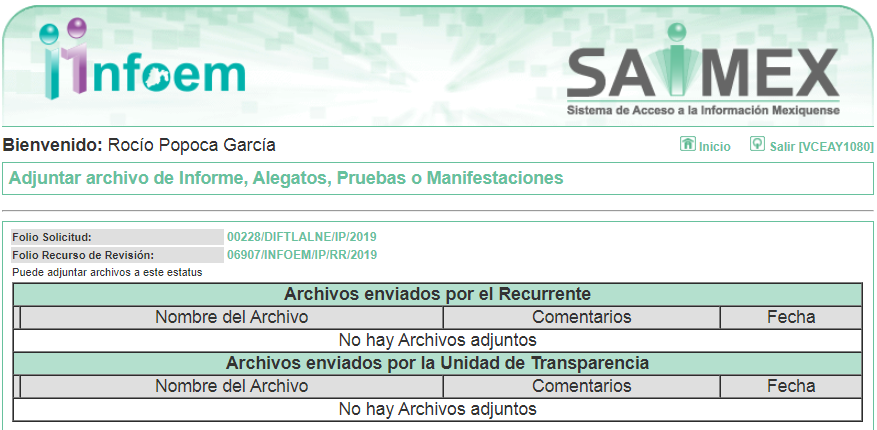 infoem
SAIMEX
Sistema de Acceso a la Información Mexiquense
Bienvenido: Rocío Popoca García
Inicio Salir [VCEAY1080]
Adjuntar archivo de Informe, Alegatos, Pruebas o Manifestaciones
Folio Solicitud: 00228/DIFTLALNE/IP/2019
Folio Recurso de Revisión: 06907/INFOEM/IP/RR/2019
Puede adjuntar archivos a este estatus
Archivos enviados por el Recurrente
Nombre del Archivo Comentarios Fecha
No hay Archivos adjuntos
Archivos enviados por la Unidad de Transparencia
Nombre del Archivo Comentarios Fecha
No hay Archivos adjuntos